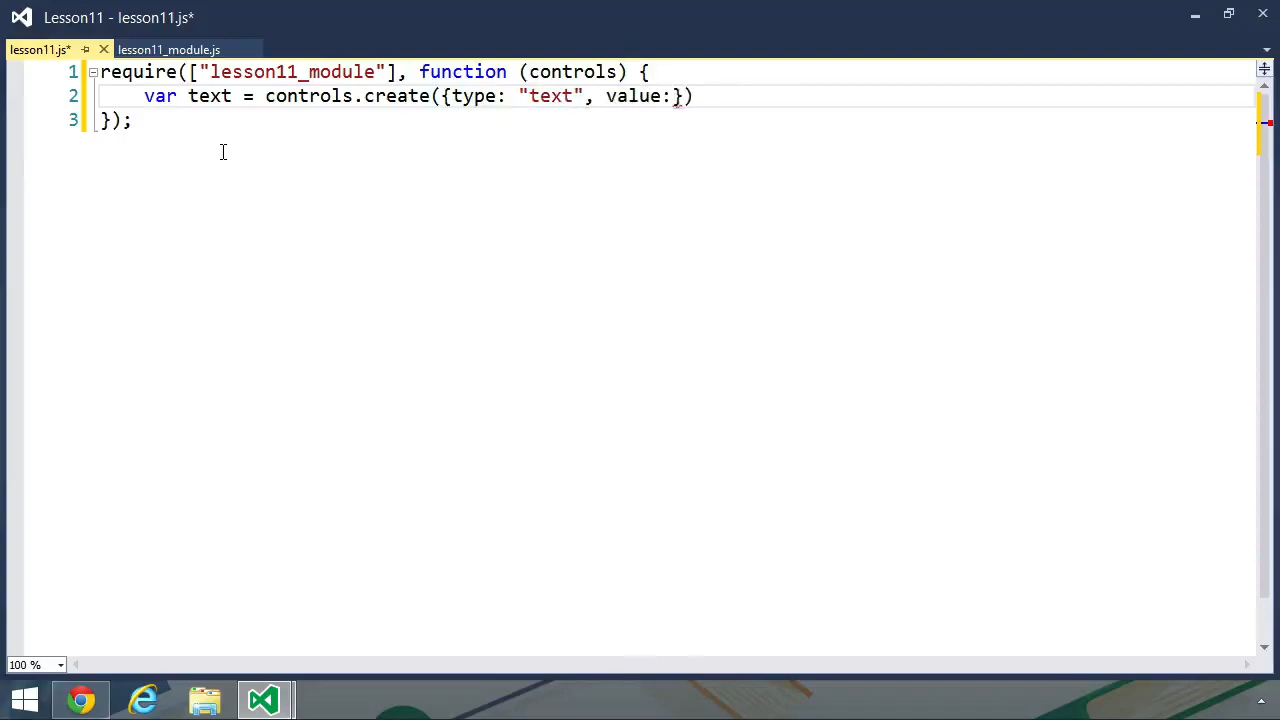 Lesson11 - lesson11.js*
lesson11.js* lesson11_module.js
1 require(["lesson11_module"], function (controls) {
2 var text = controls.create({type: "text", value:})
3 });
100 %